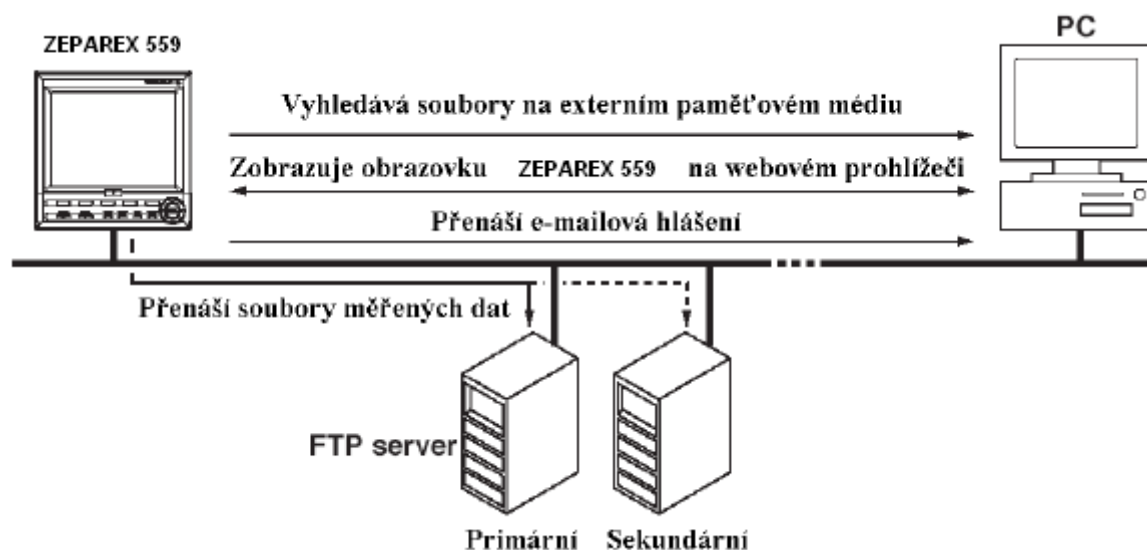 ZEPAREX 559
PC
Vyhledává soubory na externím paměťovém médiu
Zobrazuje obrazovku ZEPAREX 559 na webovém prohlížeči
Přenáší e-mailová hlášení
Přenáší soubory měřených dat
FTP server
Primární
Sekundární